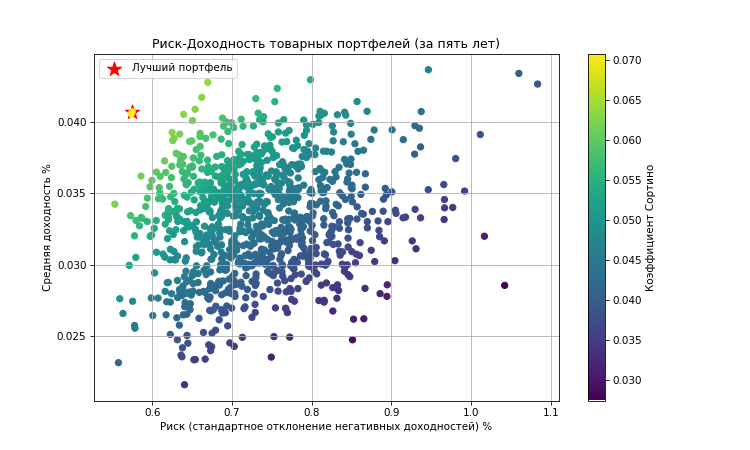 Риск-Доходность товарных портфелей (за пять лет)
Лучший портфель
Средняя доходность %
0.040
0.035
0.030
0.025
0.6 0.7 0.8 0.9 1.0 1.1
Риск (стандартное отклонение негативных доходностей) %
0.070
0.065
0.060
0.055
0.050
0.045
0.040
0.035
0.030
Коэффициент Сортино